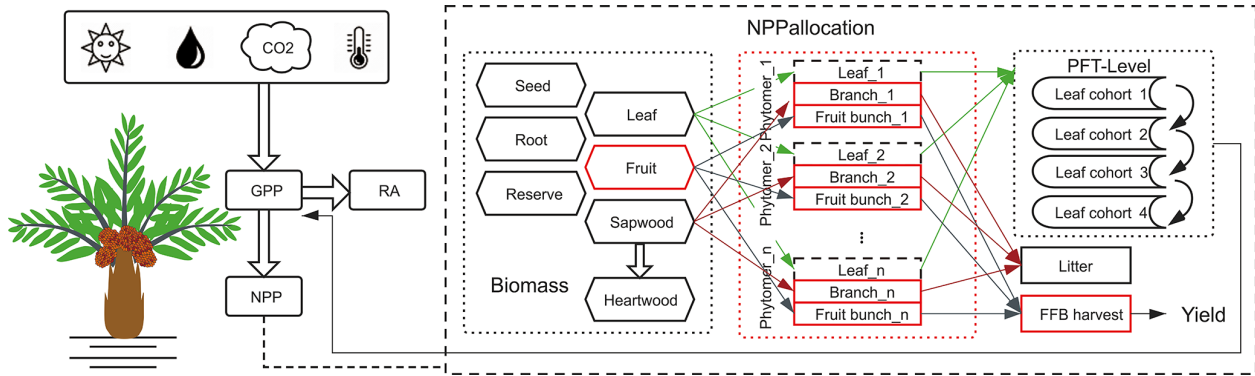 CO2
GPP
RA
NPP
NPPallocation
Seed
Root
Reserve
Leaf
Fruit
Sapwood
Heartwood
Biomass
Phytomer_1
Leaf_1
Branch_1
Fruit bunch_1
Phytomer_2
Leaf_2
Branch_2
Fruit bunch_2
...
Phytomer_n
Leaf_n
Branch_n
Fruit bunch_n
PFT-Level
Leaf cohort 1
Leaf cohort 2
Leaf cohort 3
Leaf cohort 4
Litter
FFB harvest
Yield